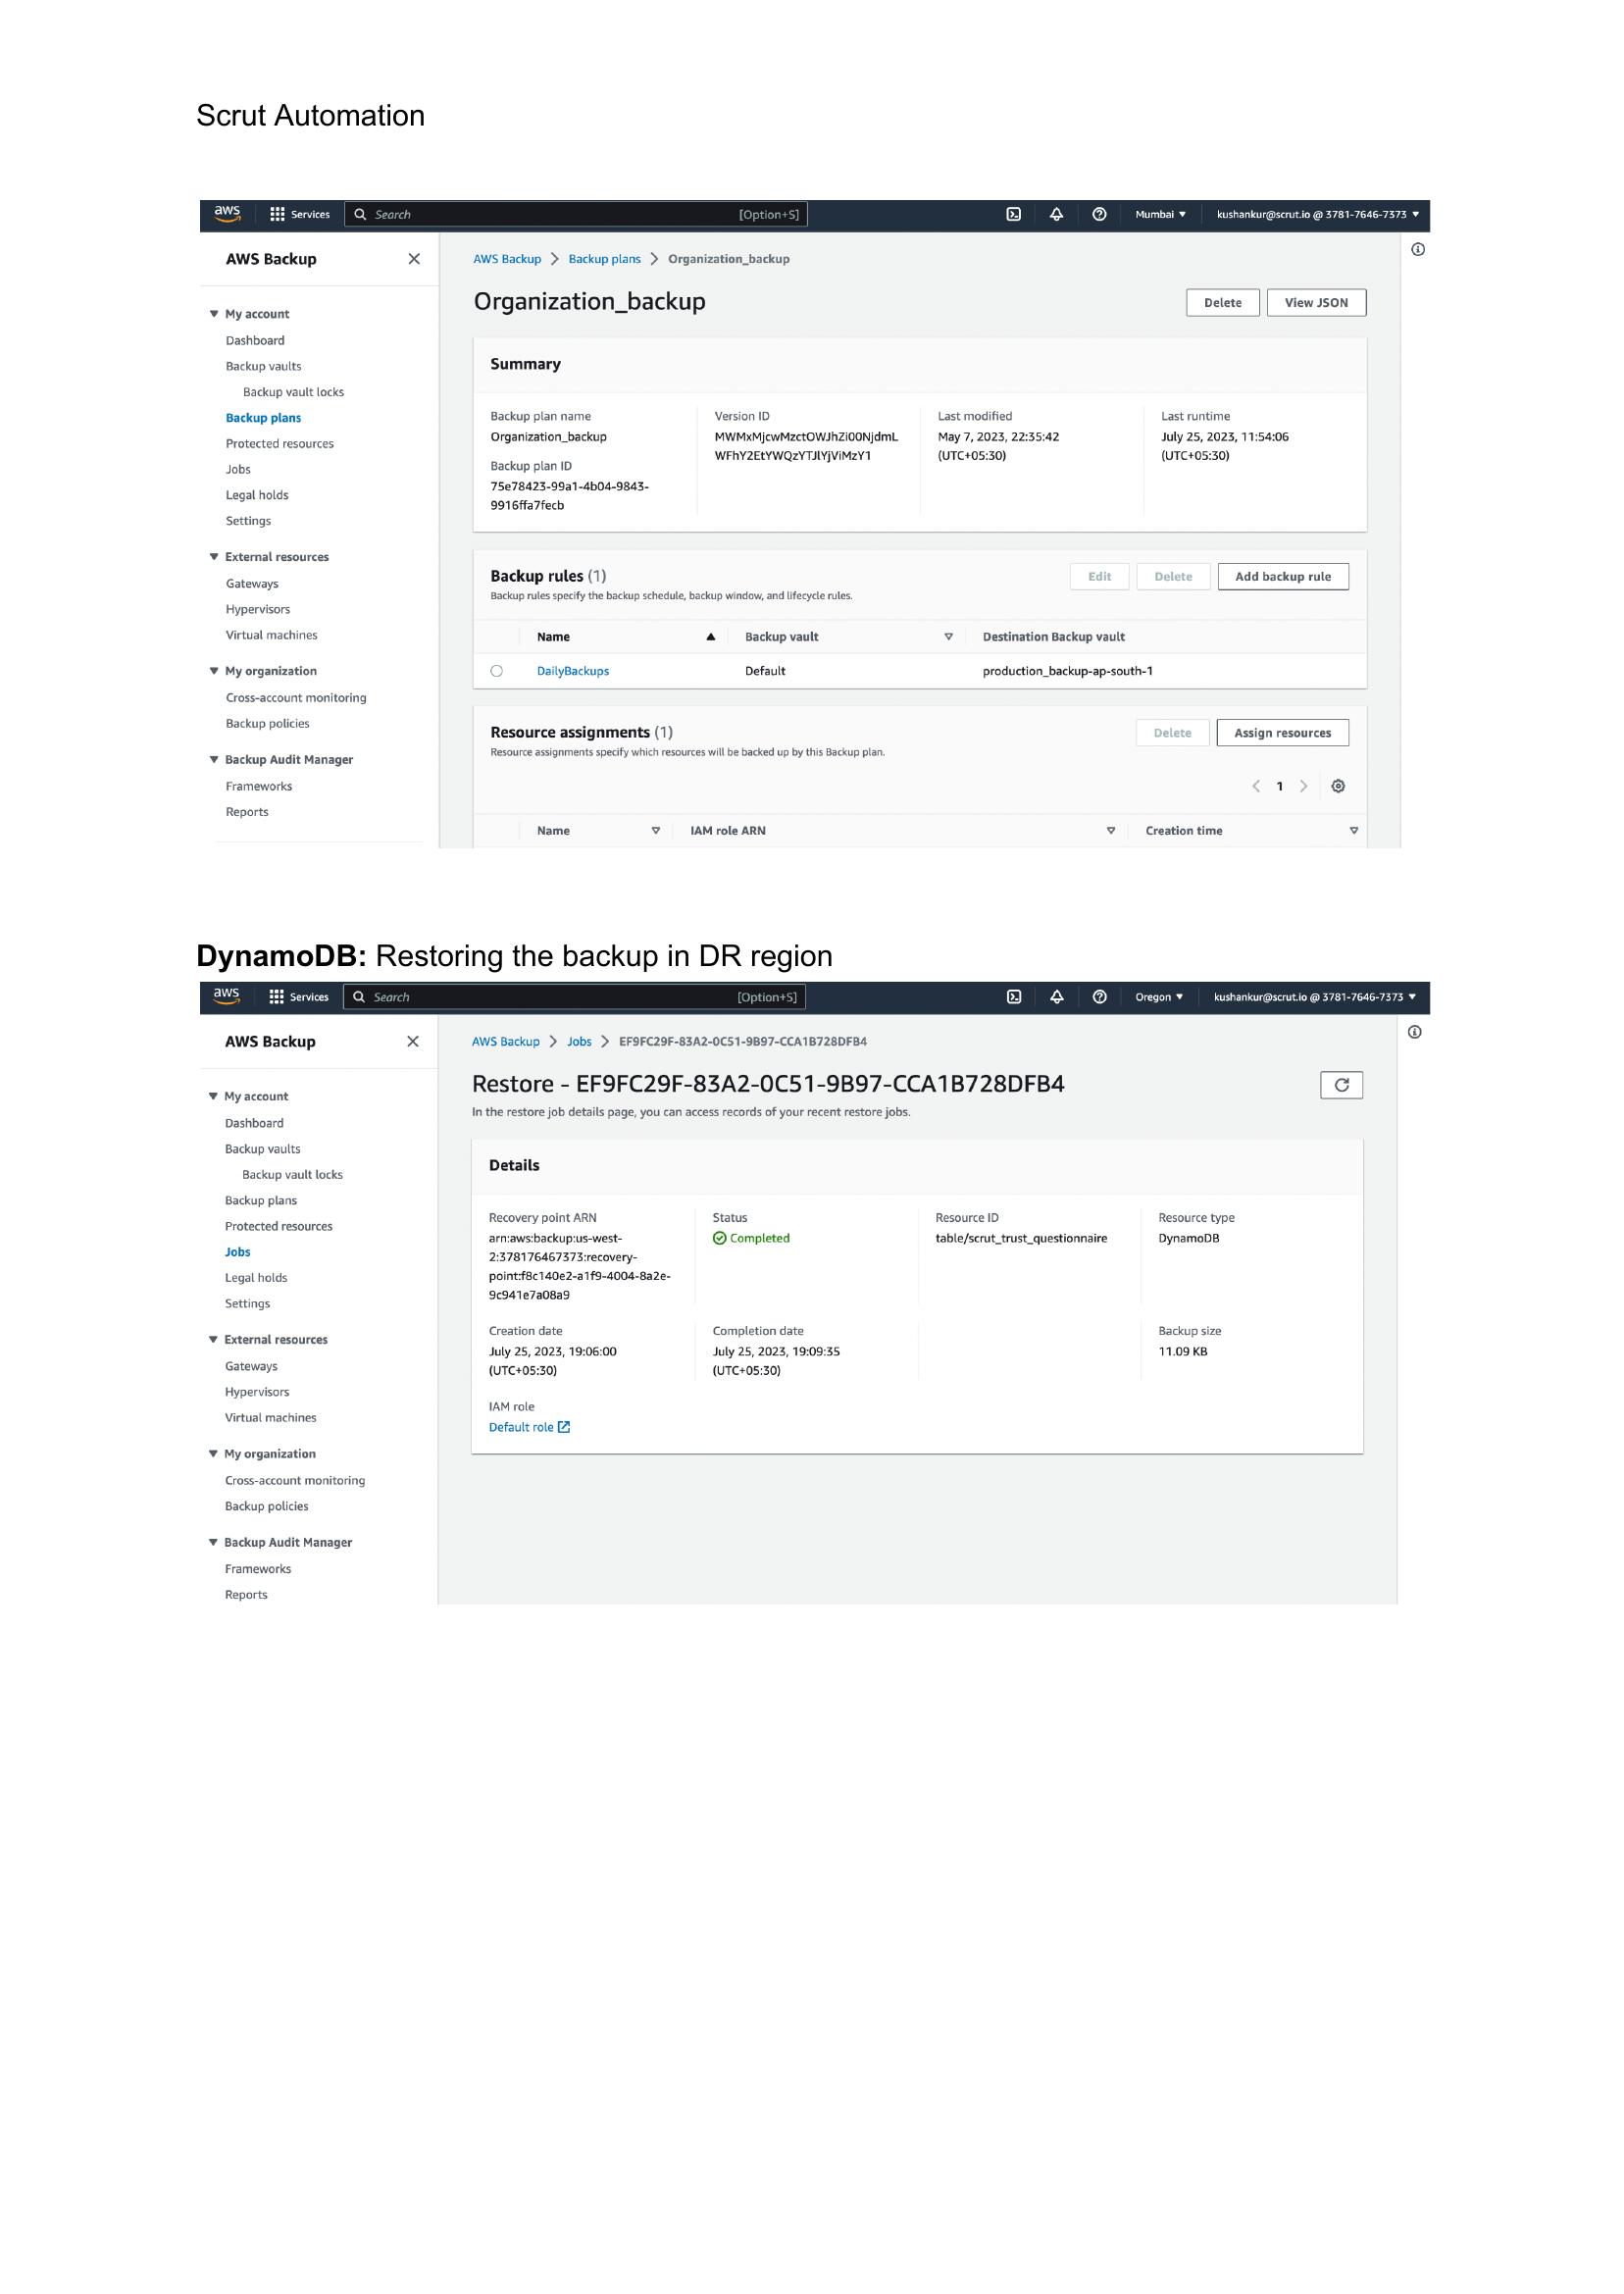 Scrut Automation
aws Services Search [Option+S] Mumbai kushankur@scrut.io @ 3781-7646-7373
AWS Backup
My account
Dashboard
Backup vaults
Backup vault locks
Backup plans
Protected resources
Jobs
Legal holds
Settings
External resources
Gateways
Hypervisors
Virtual machines
My organization
Cross-account monitoring
Backup policies
Backup Audit Manager
Frameworks
Reports
AWS Backup > Backup plans > Organization_backup
Organization_backup
Delete View JSON
Summary
Backup plan name
Organization_backup
Backup plan ID
75e78423-99a1-4b04-9843-
9916ffa7fecb
Version ID
MWMxMjcwMzctOWJhZi00NjdmL
WFhY2EtYWQzYTJlYjViMzY1
Last modified
May 7, 2023, 22:35:42
(UTC+05:30)
Last runtime
July 25, 2023, 11:54:06
(UTC+05:30)
Backup rules (1)
Backup rules specify the backup schedule, backup window, and lifecycle rules.
Edit Delete Add backup rule
Name Backup vault Destination Backup vault
DailyBackups Default production_backup-ap-south-1
Resource assignments (1)
Resource assignments specify which resources will be backed up by this Backup plan.
Delete Assign resources
1
Name IAM role ARN Creation time
DynamoDB: Restoring the backup in DR region
aws Services Search [Option+S] Oregon kushankur@scrut.io @ 3781-7646-7373
AWS Backup
My account
Dashboard
Backup vaults
Backup vault locks
Backup plans
Protected resources
Jobs
Legal holds
Settings
External resources
Gateways
Hypervisors
Virtual machines
My organization
Cross-account monitoring
Backup policies
Backup Audit Manager
Frameworks
Reports
AWS Backup > Jobs > EF9FC29F-83A2-0C51-9B97-CCA1B728DFB4
Restore - EF9FC29F-83A2-0C51-9B97-CCA1B728DFB4
In the restore job details page, you can access records of your recent restore jobs.
Details
Recovery point ARN
arn:aws:backup:us-west-
2:378176467373:recovery-
point:f8c140e2-a1f9-4004-8a2e-
9c941e7a08a9
Status
Completed
Resource ID
table/scrut_trust_questionnaire
Resource type
DynamoDB
Creation date
July 25, 2023, 19:06:00
(UTC+05:30)
Completion date
July 25, 2023, 19:09:35
(UTC+05:30)
Backup size
11.09 KB
IAM role
Default role